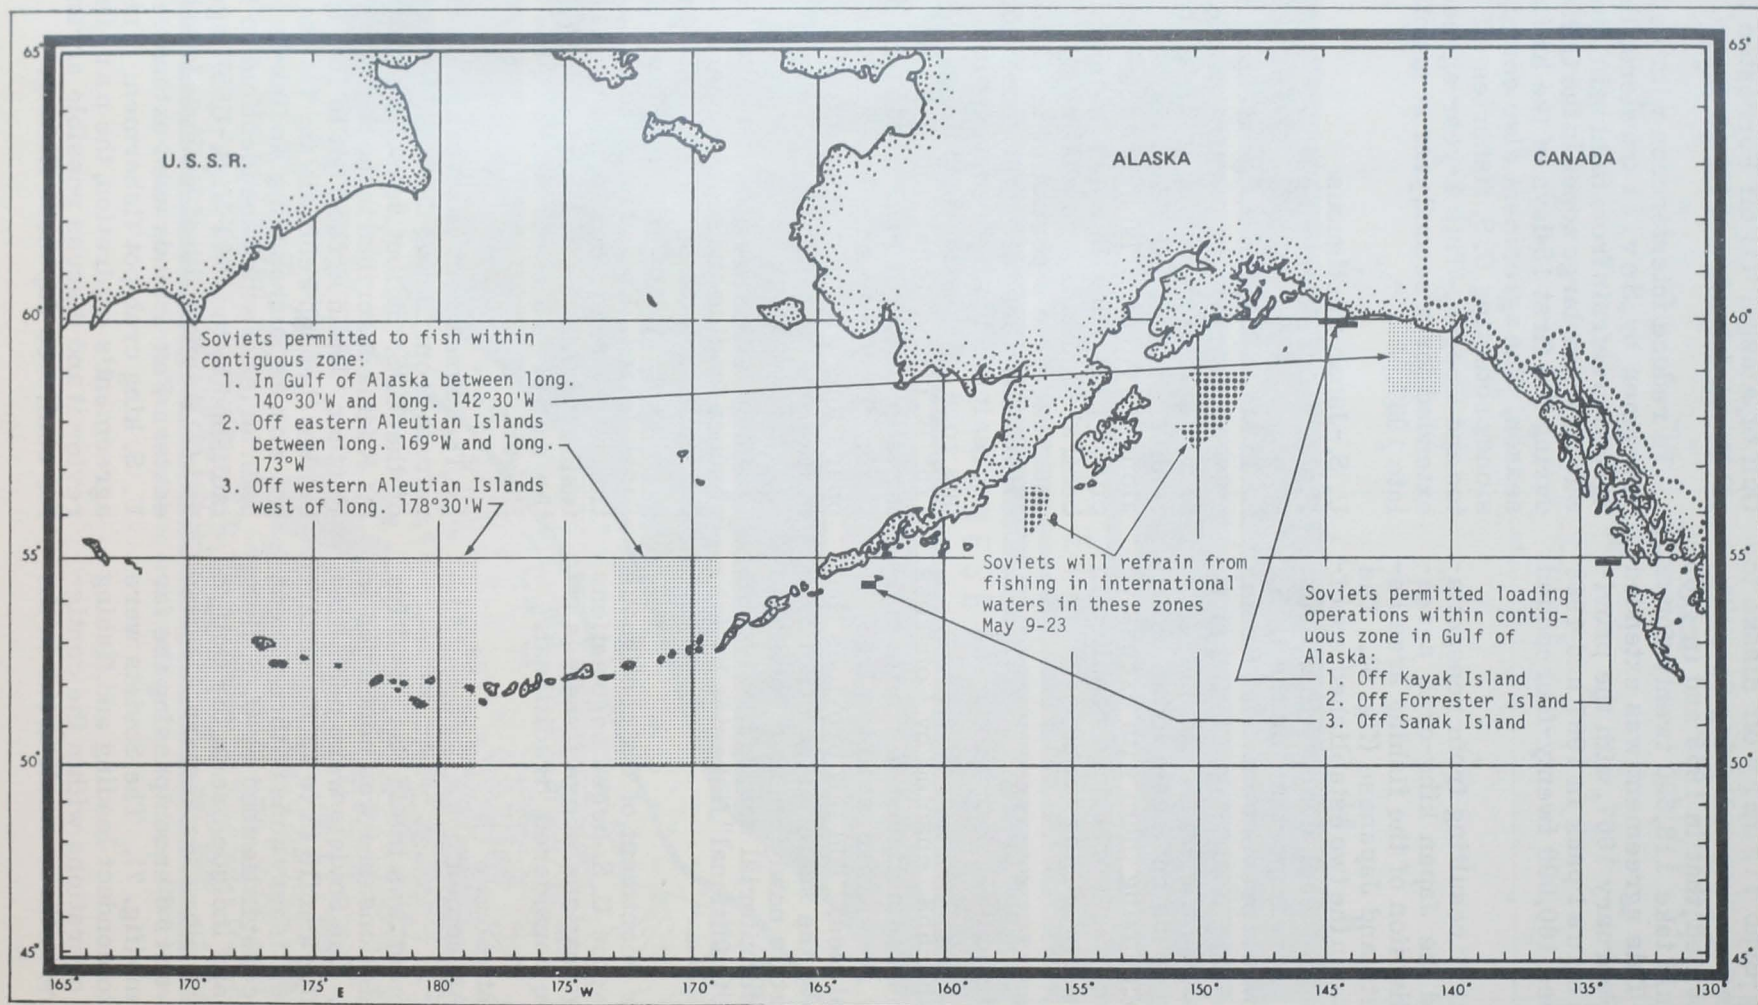 65°
65°
U. S. S. R.
ALASKA
CANADA
60°
60°
Soviets permitted to fish within
contiguous zone:
1. In Gulf of Alaska between long.
140°30'W and long. 142°30'W
2. Off eastern Aleutian Islands
between long. 169°W and long.
173°W
3. Off western Aleutian Islands
west of long. 178°30'W
55°
55°
Soviets will refrain from
fishing in international
waters in these zones
May 9-23
Soviets permitted loading
operations within contig-
uous zone in Gulf of
Alaska:
1. Off Kayak Island
2. Off Forrester Island
3. Off Sanak Island
50°
50°
45°
45°
165° 170° 175° E 180° 175° W 170° 165° 160° 155° 150° 145° 140° 135° 130°